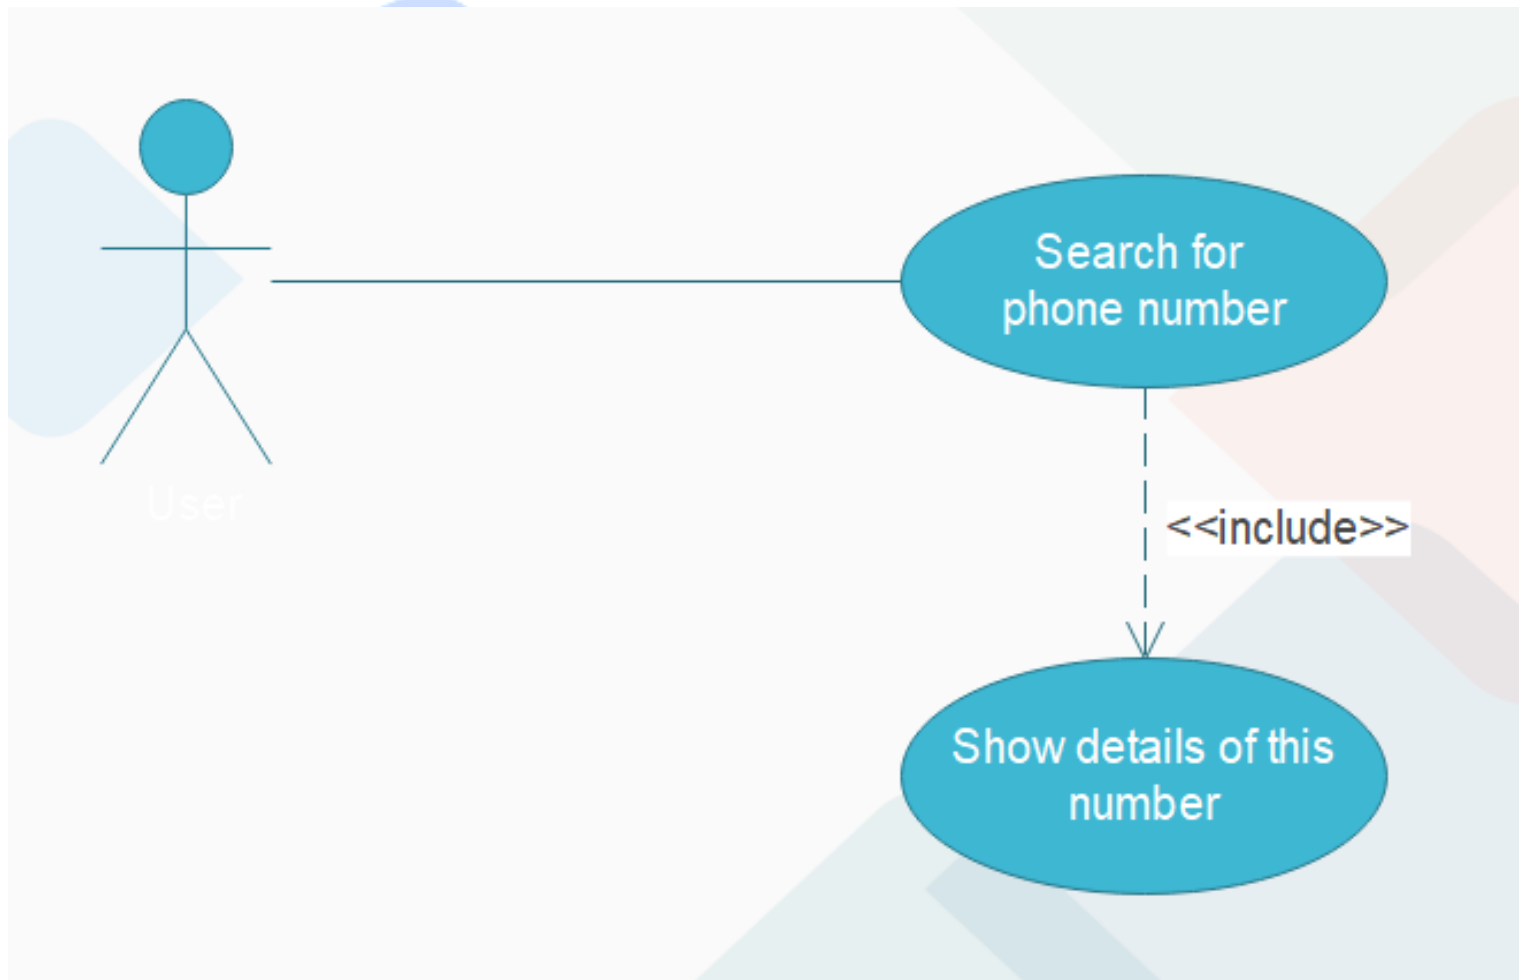 Search for
phone number
User
<<include>>
Show details of this
number